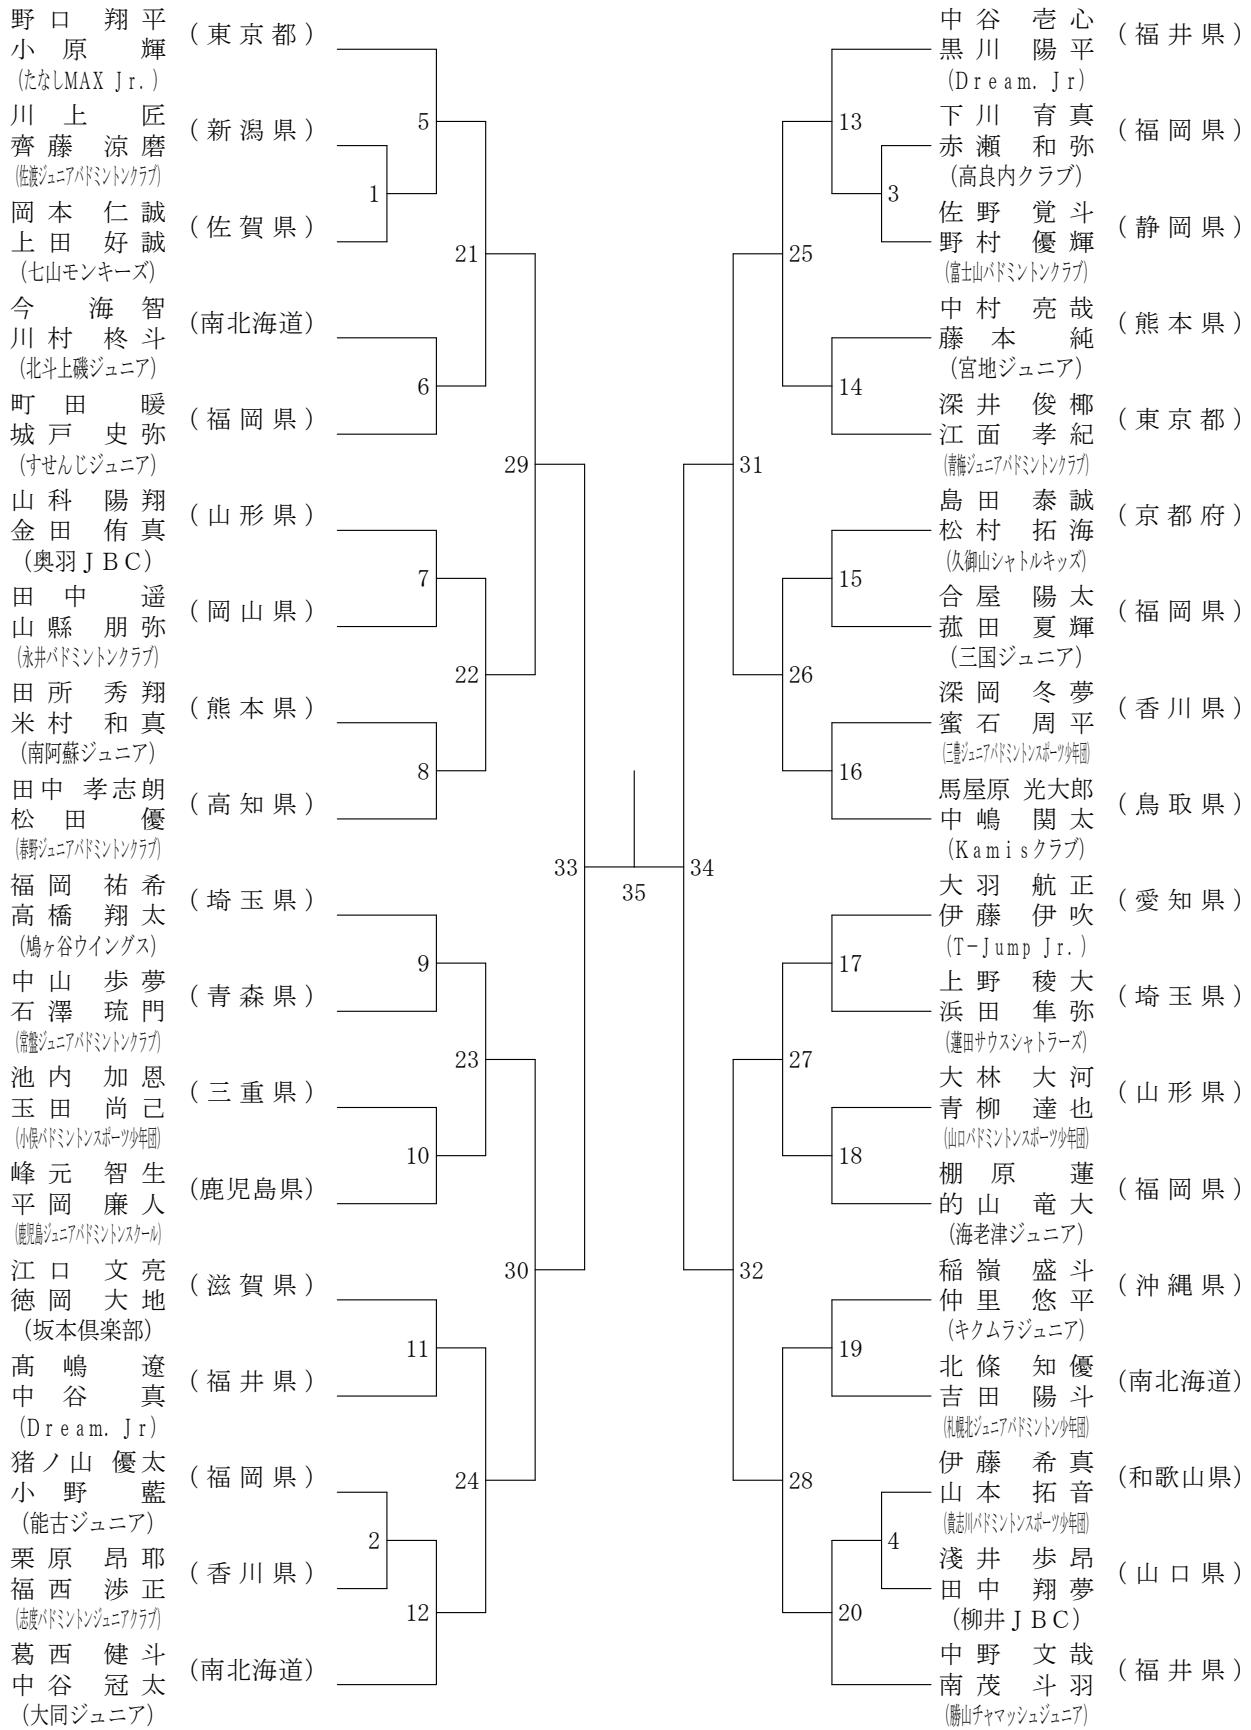 野口 翔平
小原 輝
(東京都)
(たなしMAX Jr.)
川上 匠
齊藤 涼磨
(新潟県)
(佐渡ジュニアバドミントンクラブ)
岡本 仁誠
上田 好誠
(佐賀県)
(七山モンキーズ)
今 海智
川村 柊斗
(南北海道)
(北斗上磯ジュニア)
町田 暖
城戸 史弥
(福岡県)
(すせんじジュニア)
山科 陽翔
金田 侑真
(山形県)
(奥羽JBC)
田中 遥
山縣 朋弥
(岡山県)
(永井バドミントンクラブ)
田所 秀翔
米村 和真
(熊本県)
(南阿蘇ジュニア)
田中 孝志朗
松田 優
(高知県)
(春野ジュニアバドミントンクラブ)
福岡 祐希
高橋 翔太
(埼玉県)
(鳩ヶ谷ウイングス)
中山 歩夢
石澤 琉門
(青森県)
(常盤ジュニアバドミントンクラブ)
池内 加恩
玉田 尚己
(三重県)
(小俣バドミントンスポーツ少年団)
峰元 智生
平岡 廉人
(鹿児島県)
(鹿児島ジュニアバドミントンスクール)
江口 文亮
徳岡 大地
(滋賀県)
(坂本倶楽部)
髙嶋 遼
中谷 真
(福井県)
(Dream.Jr)
猪ノ山 優太
小野 藍
(福岡県)
(能古ジュニア)
栗原 昂耶
福西 渉正
(香川県)
(志度バドミントンジュニアクラブ)
葛西 健斗
中谷 冠太
(南北海道)
(大同ジュニア)
5
1
21
6
29
7
22
8
33
9
23
10
30
11
24
2
12
35
34
13
3
25
14
31
15
26
16
17
27
18
32
19
28
4
20
中谷 壱心
黒川 陽平
(福井県)
(Dream.Jr)
下川 育真
赤瀬 和弥
(福岡県)
(高良内クラブ)
佐野 覚斗
野村 優輝
(静岡県)
(富士山バドミントンクラブ)
中村 亮哉
藤本 純
(熊本県)
(宮地ジュニア)
深井 俊梛
江面 孝紀
(東京都)
(青梅ジュニアバドミントンクラブ)
島田 泰誠
松村 拓海
(京都府)
(久御山シャトルキッズ)
合屋 陽太
菰田 夏輝
(福岡県)
(三国ジュニア)
深岡 冬夢
蜜石 周平
(香川県)
(三豊ジュニアバドミントンスポーツ少年団)
馬屋原 光大郎
中嶋 関太
(鳥取県)
(Kamisクラブ)
大羽 航正
伊藤 伊吹
(愛知県)
(T-Jump Jr.)
上野 稜大
浜田 隼弥
(埼玉県)
(蓮田サウスシャトラーズ)
大林 大河
青柳 達也
(山形県)
(山口バドミントンスポーツ少年団)
棚原 蓮
的山 竜大
(福岡県)
(海老津ジュニア)
稲嶺 盛斗
仲里 悠平
(沖縄県)
(キクムラジュニア)
北條 知優
吉田 陽斗
(南北海道)
(札幌北ジュニアバドミントン少年団)
伊藤 希真
山本 拓音
(和歌山県)
(貴志川バドミントンスポーツ少年団)
淺井 歩昂
田中 翔夢
(山口県)
(柳井JBC)
中野 文哉
南茂 斗羽
(福井県)
(勝山チャマッシュジュニア)